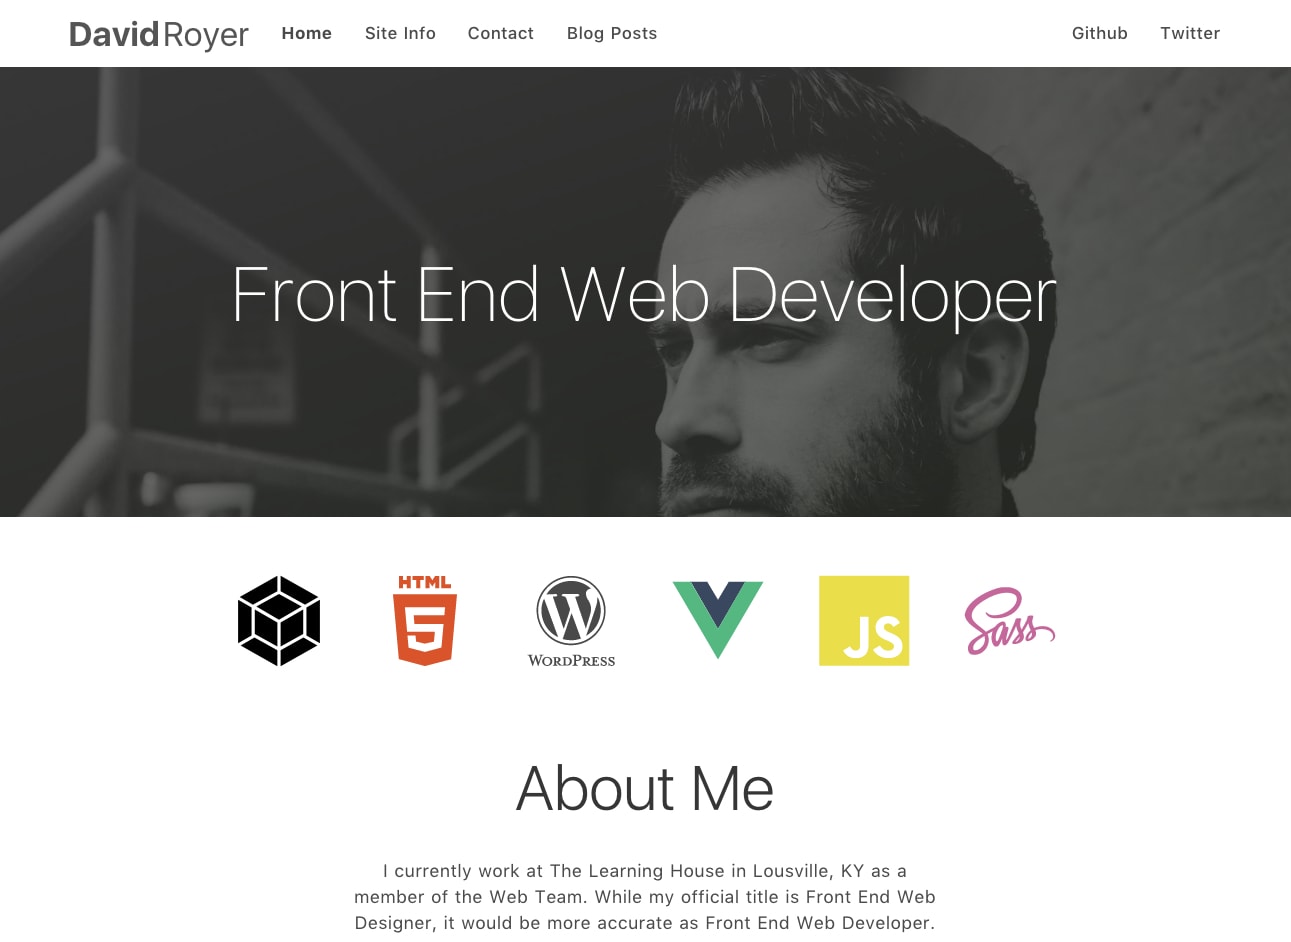 DavidRoyer Home Site Info Contact Blog Posts Github Twitter
Front End Web Developer
HTML
5
W
WORDPRESS
JS
Sass
About Me
I currently work at The Learning House in Lousville, KY as a
member of the Web Team. While my official title is Front End Web
Designer, it would be more accurate as Front End Web Developer.